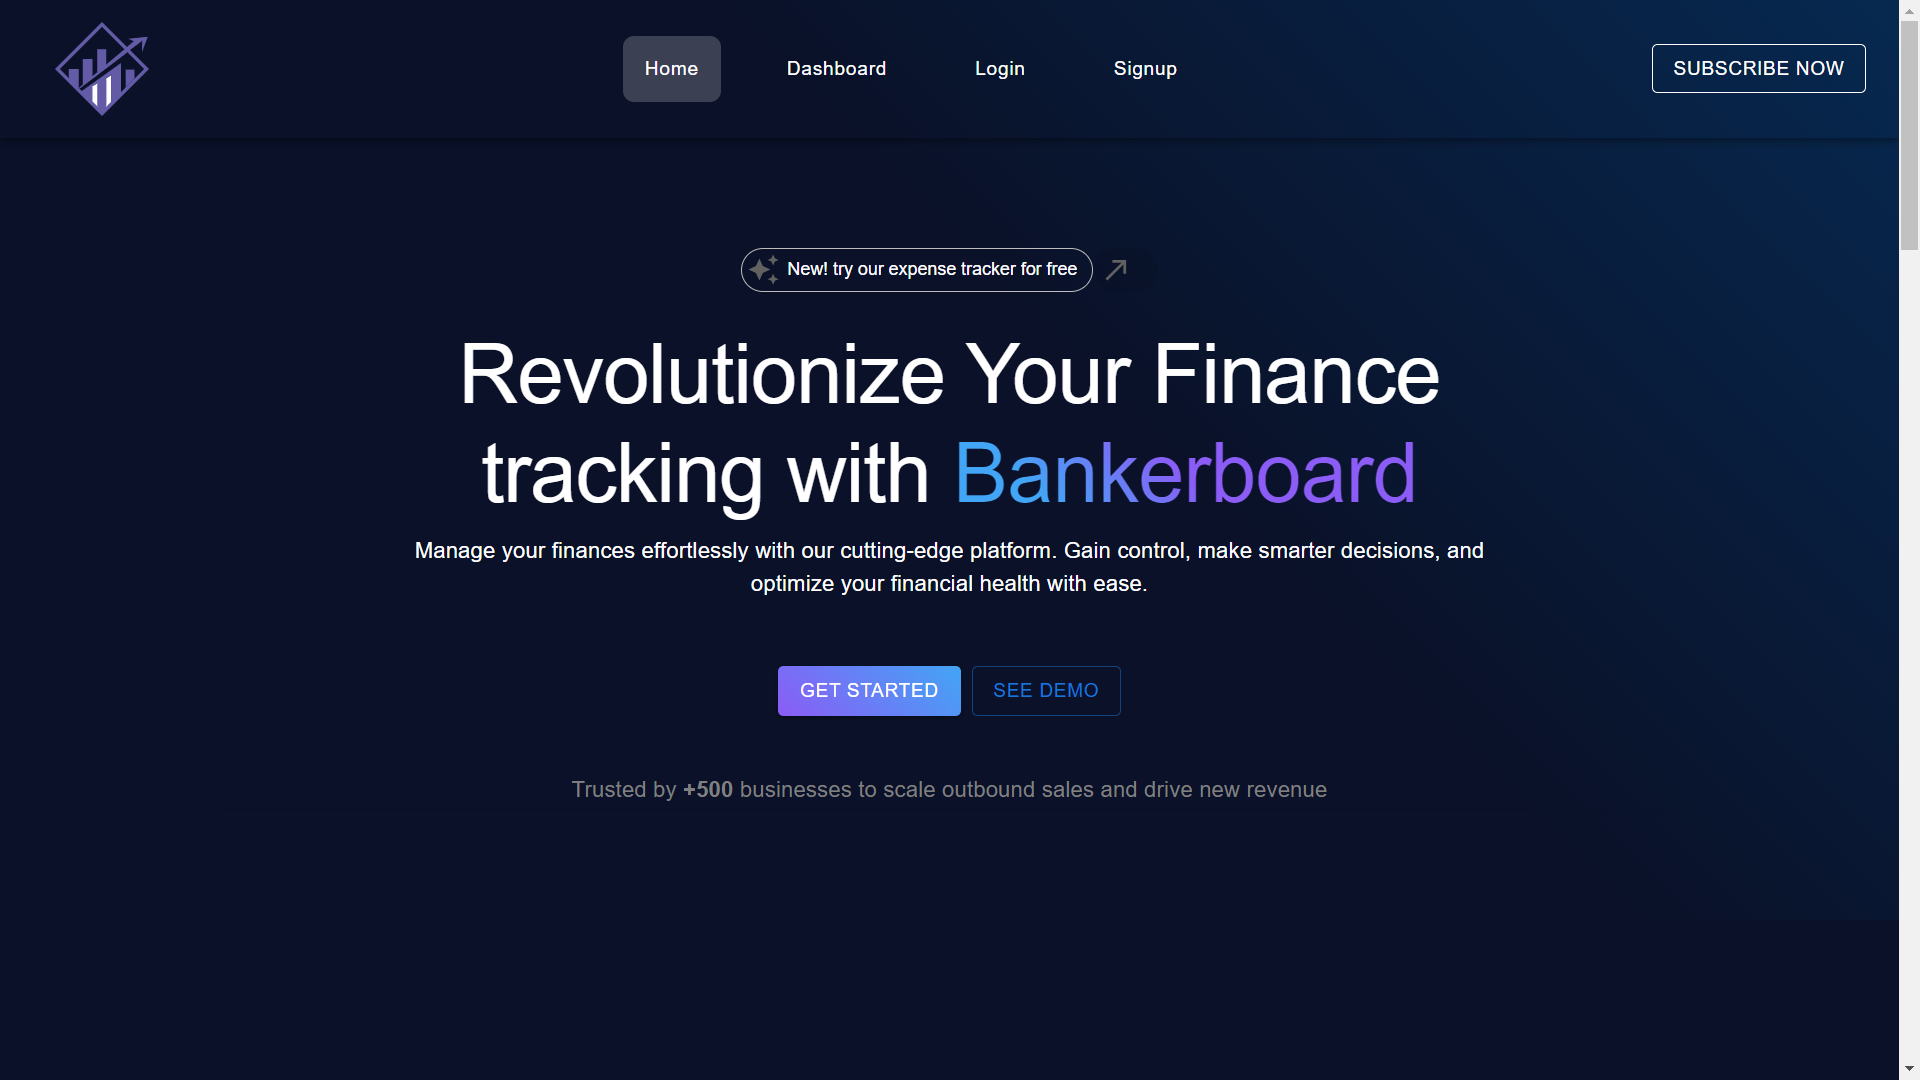 Home
Dashboard
Login
Signup
SUBSCRIBE NOW
New! try our expense tracker for free
Revolutionize Your Finance
tracking with Bankerboard
Manage your finances effortlessly with our cutting-edge platform. Gain control, make smarter decisions, and
optimize your financial health with ease.
GET STARTED
SEE DEMO
Trusted by +500 businesses to scale outbound sales and drive new revenue